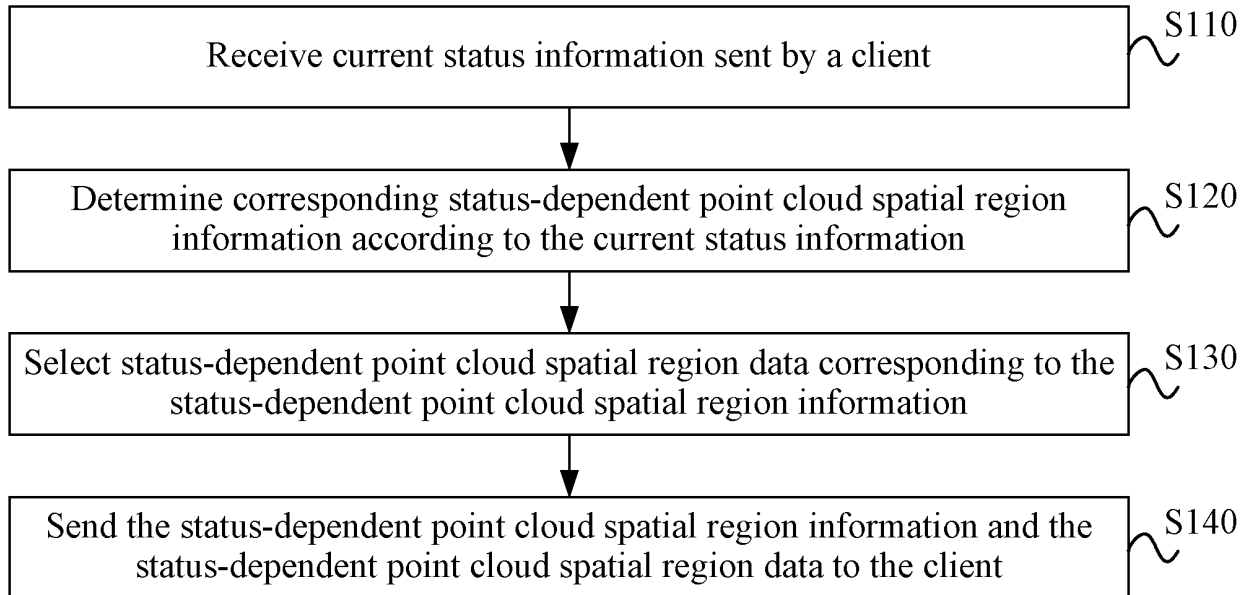 Receive current status information sent by a client
S110
Determine corresponding status-dependent point cloud spatial region
information according to the current status information
S120
Select status-dependent point cloud spatial region data corresponding to the
status-dependent point cloud spatial region information
S130
Send the status-dependent point cloud spatial region information and the
status-dependent point cloud spatial region data to the client
S140